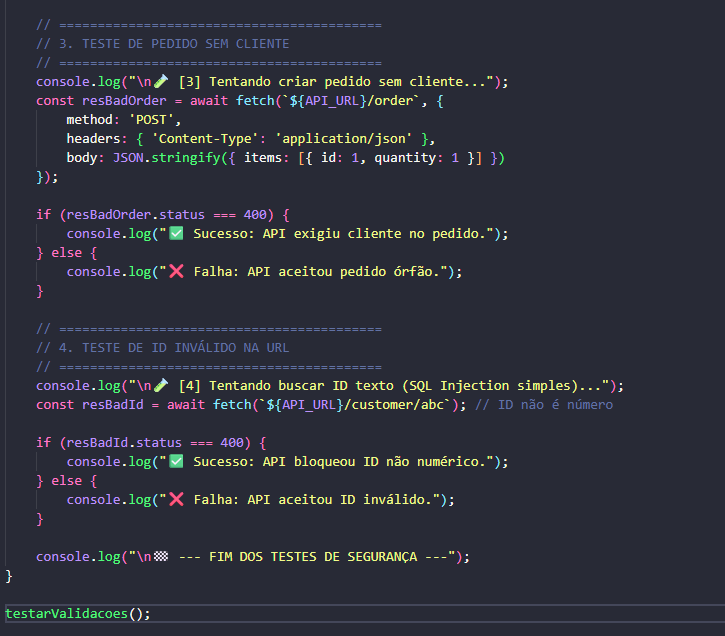 // ==========================================
// 3. TESTE DE PEDIDO SEM CLIENTE
// ==========================================
console.log("\n🧪 [3] Tentando criar pedido sem cliente...");
const resBadOrder = await fetch(`${API_URL}/order`, {
method: 'POST',
headers: { 'Content-Type': 'application/json' },
body: JSON.stringify({ items: [{ id: 1, quantity: 1 }] })
});
if (resBadOrder.status === 400) {
console.log("✅ Sucesso: API exigiu cliente no pedido.");
} else {
console.log("❌ Falha: API aceitou pedido órfão.");
}
// ==========================================
// 4. TESTE DE ID INVÁLIDO NA URL
// ==========================================
console.log("\n🧪 [4] Tentando buscar ID texto (SQL Injection simples)...");
const resBadId = await fetch(`${API_URL}/customer/abc`); // ID não é número
if (resBadId.status === 400) {
console.log("✅ Sucesso: API bloqueou ID não numérico.");
} else {
console.log("❌ Falha: API aceitou ID inválido.");
}
console.log("\n🏁 --- FIM DOS TESTES DE SEGURANÇA ---");
}
testarValidacoes();